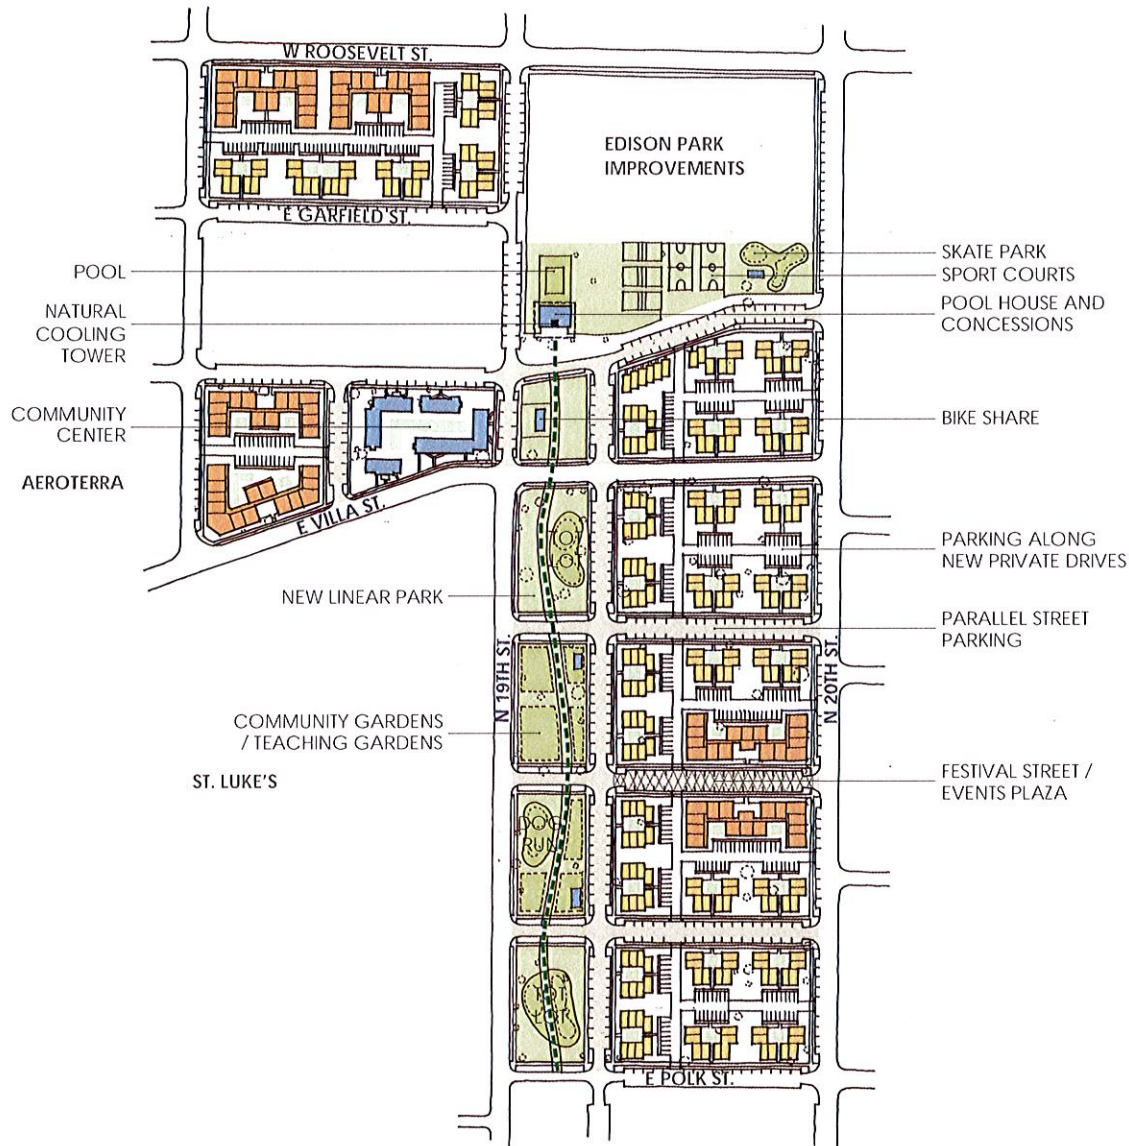 W ROOSEVELT ST.
EDISON PARK
IMPROVEMENTS
E GARFIELD ST.
SKATE PARK
POOL
SPORT COURTS
NATURAL
COOLING
TOWER
POOL HOUSE AND
CONCESSIONS
COMMUNITY
CENTER
BIKE SHARE
AEROTERRA
E VILLA ST.
PARKING ALONG
NEW PRIVATE DRIVES
NEW LINEAR PARK
PARALLEL STREET
PARKING
N 19TH ST.
N 20TH ST.
COMMUNITY GARDENS
/ TEACHING GARDENS
ST. LUKE'S
FESTIVAL STREET /
EVENTS PLAZA
DOG
RUN
TOT
LOT
E POLK ST.